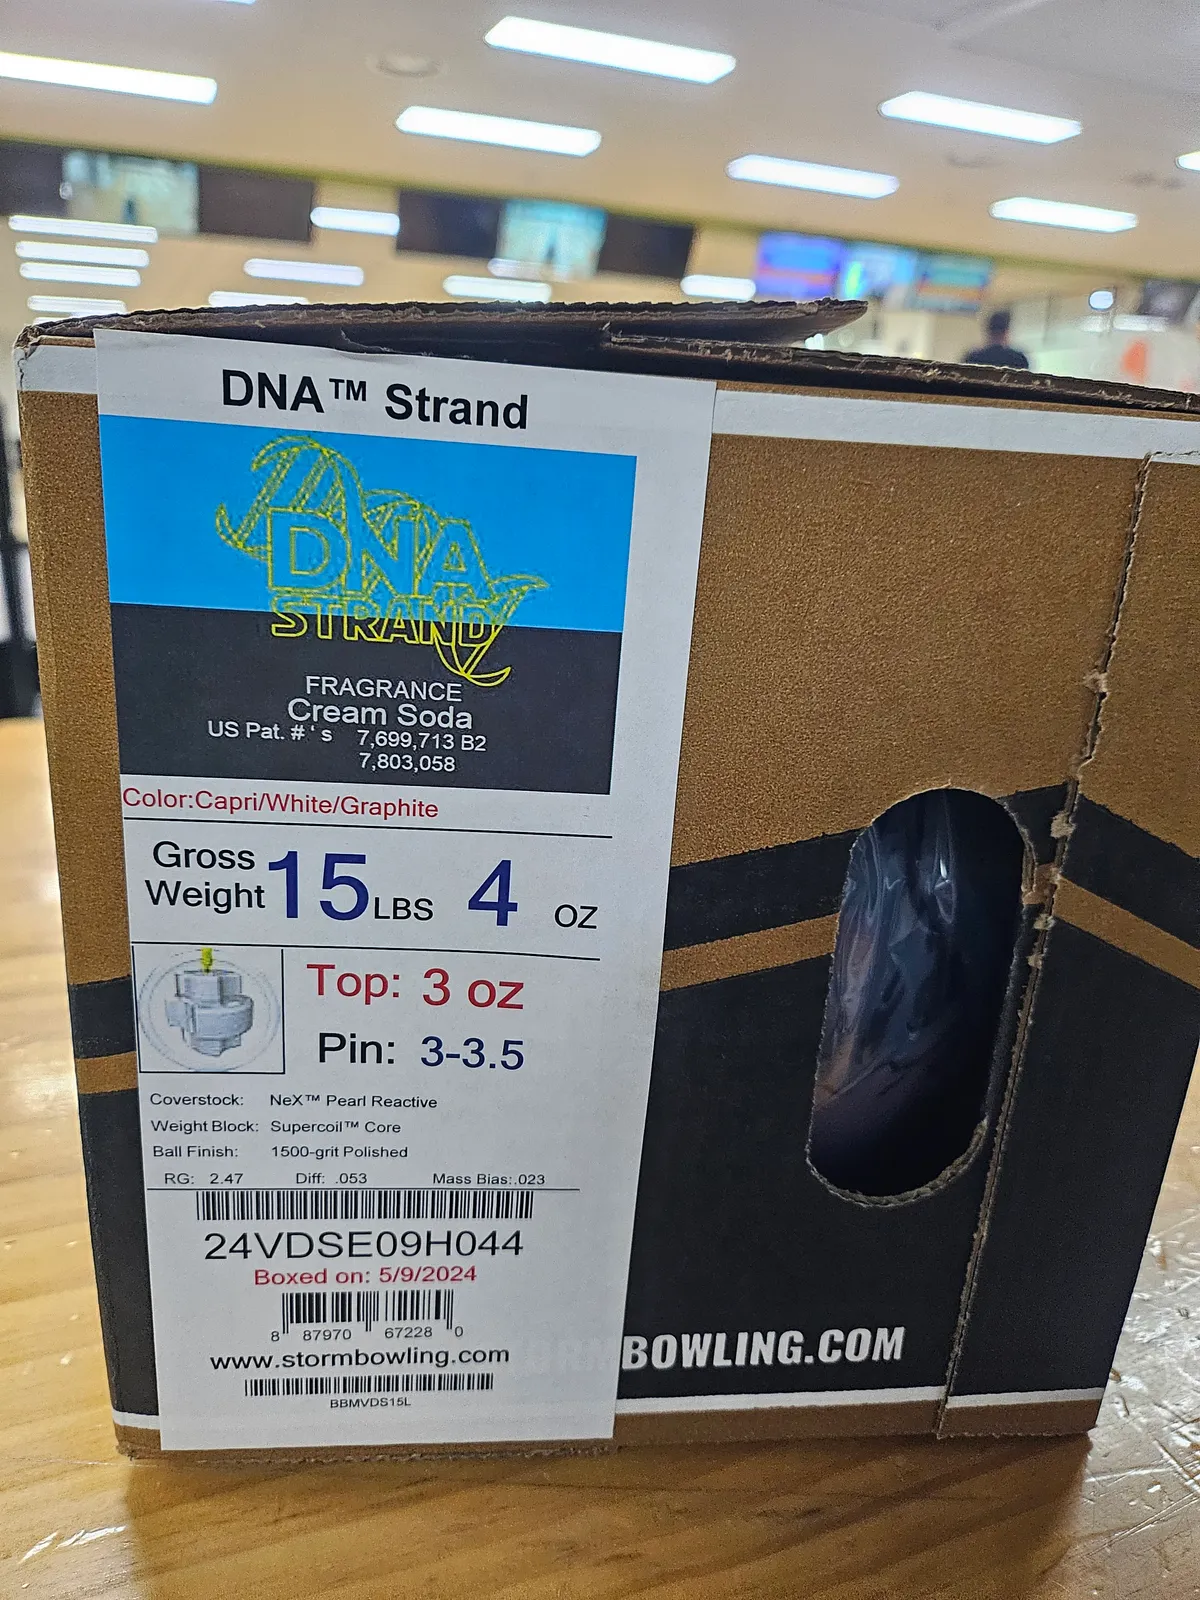 DNA™ Strand
DNA
STRAND
FRAGRANCE
Cream Soda
US Pat. # ' s 7,699,713 B2
7,803,058
Color:Capri/White/Graphite
Gross Weight 15 LBS 4 oz
Top: 3 oz
Pin: 3-3.5
Coverstock: NeX™ Pearl Reactive
Weight Block: Supercoil™ Core
Ball Finish: 1500-grit Polished
RG: 2.47 Diff: .053 Mass Bias:.023
24VDSE09H044
Boxed on: 5/9/2024
8 87970 67228 0
www.stormbowling.com
BBMVDS15L
BOWLING.COM